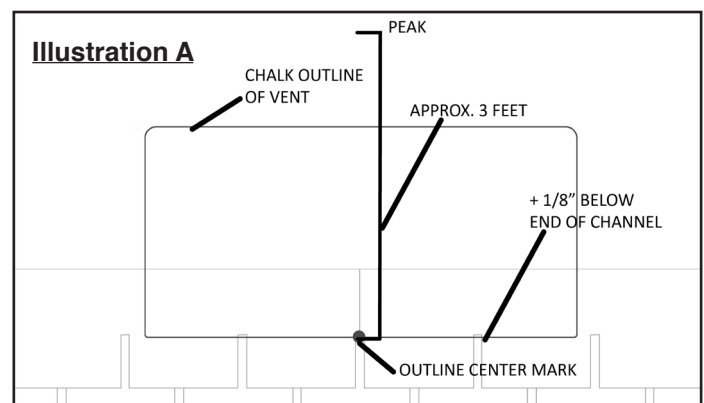 Illustration A
PEAK
CHALK OUTLINE
OF VENT
APPROX. 3 FEET
+ 1/8” BELOW
END OF CHANNEL
OUTLINE CENTER MARK